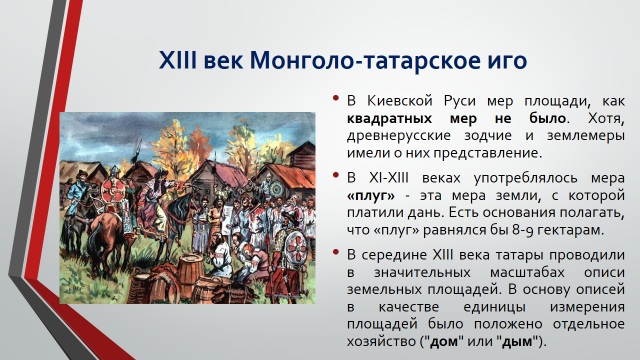 XIII век Монголо-татарское иго
• В Киевской Руси мер площади, как
квадратных мер не было. Хотя,
древнерусские зодчие и землемеры
имели о них представление.
• В XI-XIII веках употреблялось мера
«плуг» - эта мера земли, с которой
платили дань. Есть основания полагать,
что «плуг» равнялся бы 8-9 гектарам.
• В середине XIII века татары проводили
в значительных масштабах описи
земельных площадей. В основу описей
в качестве единицы измерения
площадей было положено отдельное
хозяйство ("дом" или "дым").